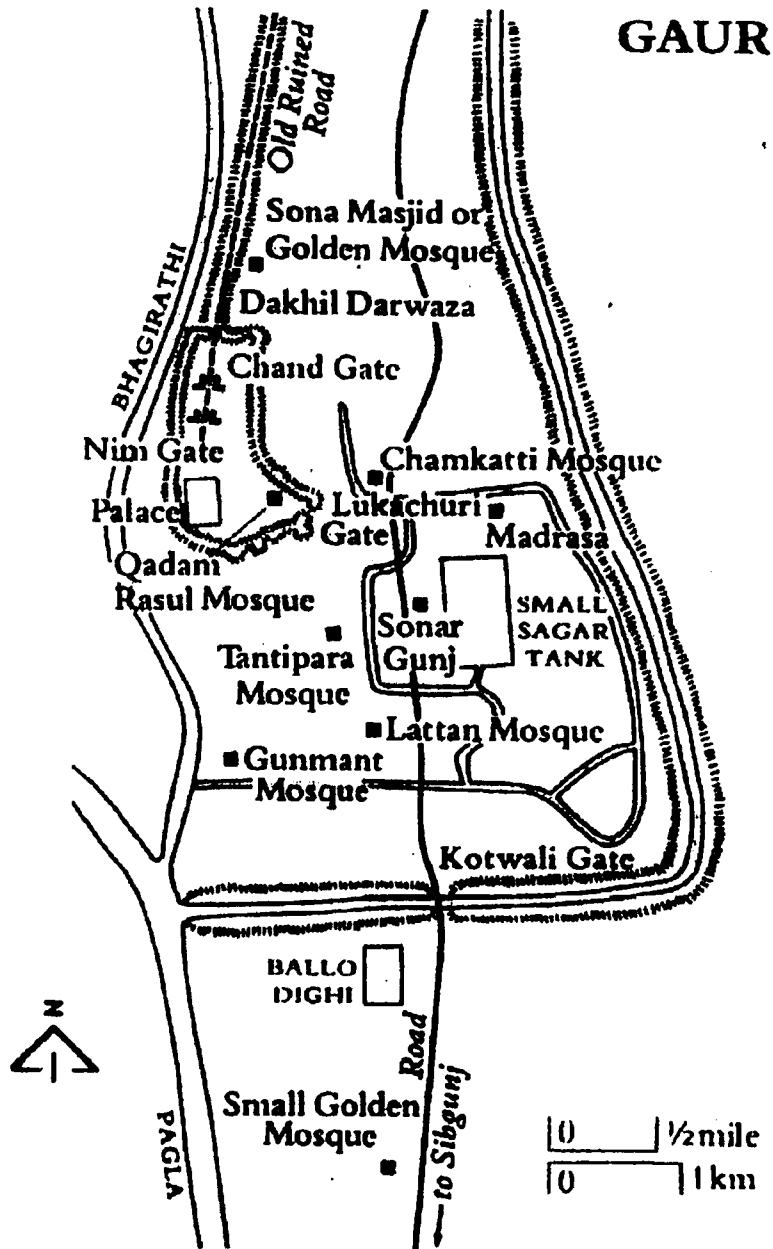 GAUR
Old Ruined
Road
Sona Masjid or
Golden Mosque
BHAGIRATHI
Dakhil Darwaza
Chand Gate
Nim Gate
Chamkatti Mosque
Palace
Lukachuri
Gate
Madrasa
Qadam
Rasul Mosque
SMALL
SAGAR
TANK
Sonar
Gunj
Tantipara
Mosque
Lattan Mosque
Gunmant
Mosque
Kotwali Gate
BALLO
DIGHI
N
Road
to Sibgunj
Small Golden
Mosque
PAGLA
0 ½ mile
0 1 km